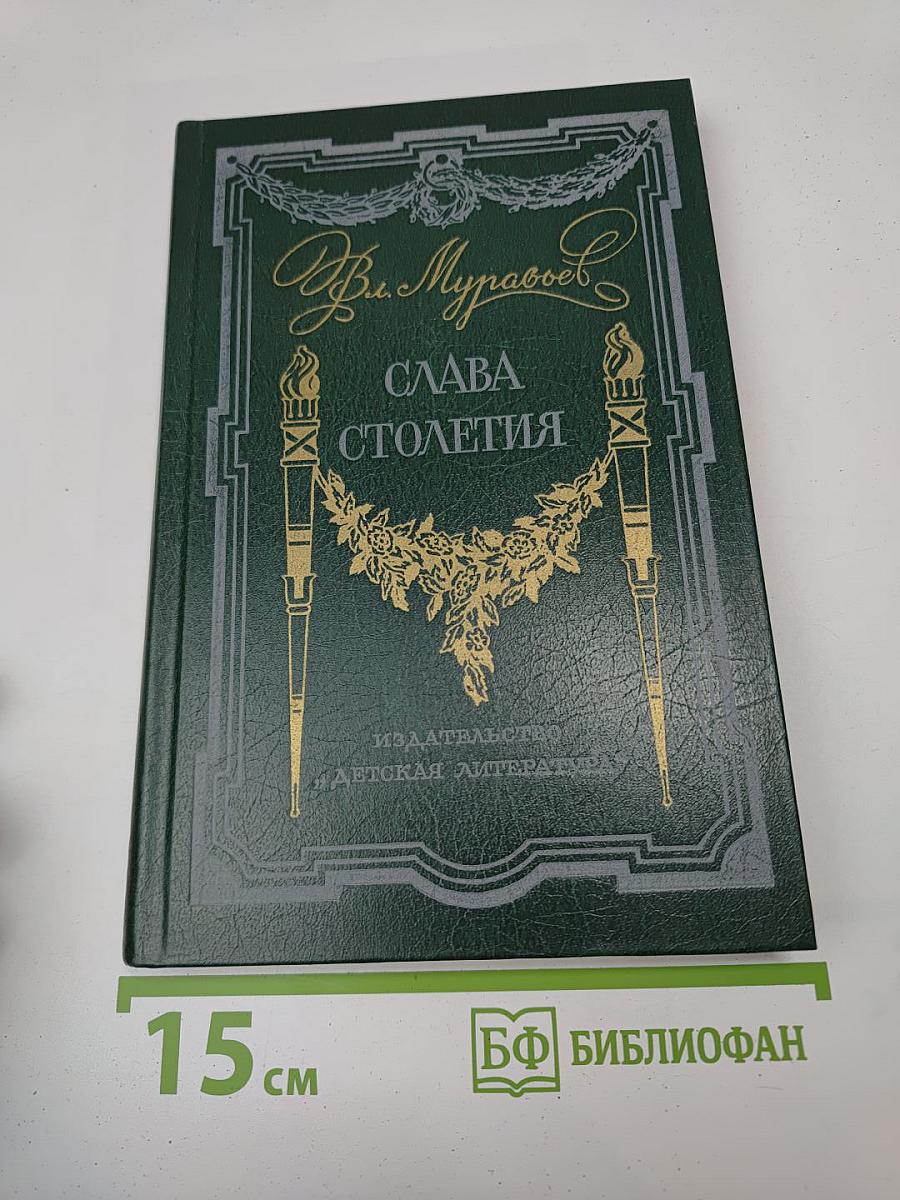 Вл. Муравьев
СЛАВА
СТОЛЕТИЯ
ИЗДАТЕЛЬСТВО
«ДЕТСКАЯ ЛИТЕРАТУРА»
15 см
БФ БИБЛИОФАН